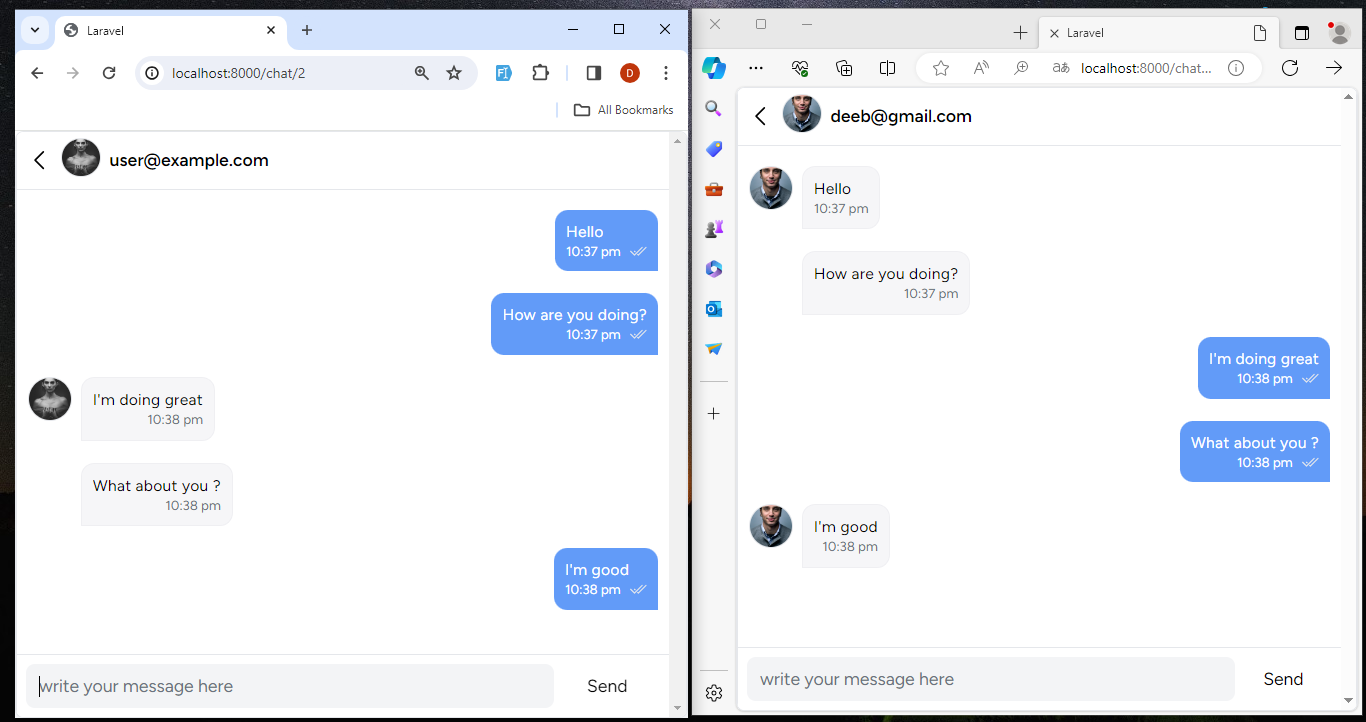 Laravel
localhost:8000/chat/2
All Bookmarks
user@example.com
Hello
10:37 pm
How are you doing?
10:37 pm
I'm doing great
10:38 pm
What about you ?
10:38 pm
I'm good
10:38 pm
write your message here
Send
Laravel
localhost:8000/chat...
deeb@gmail.com
Hello
10:37 pm
How are you doing?
10:37 pm
I'm doing great
10:38 pm
What about you ?
10:38 pm
I'm good
10:38 pm
write your message here
Send